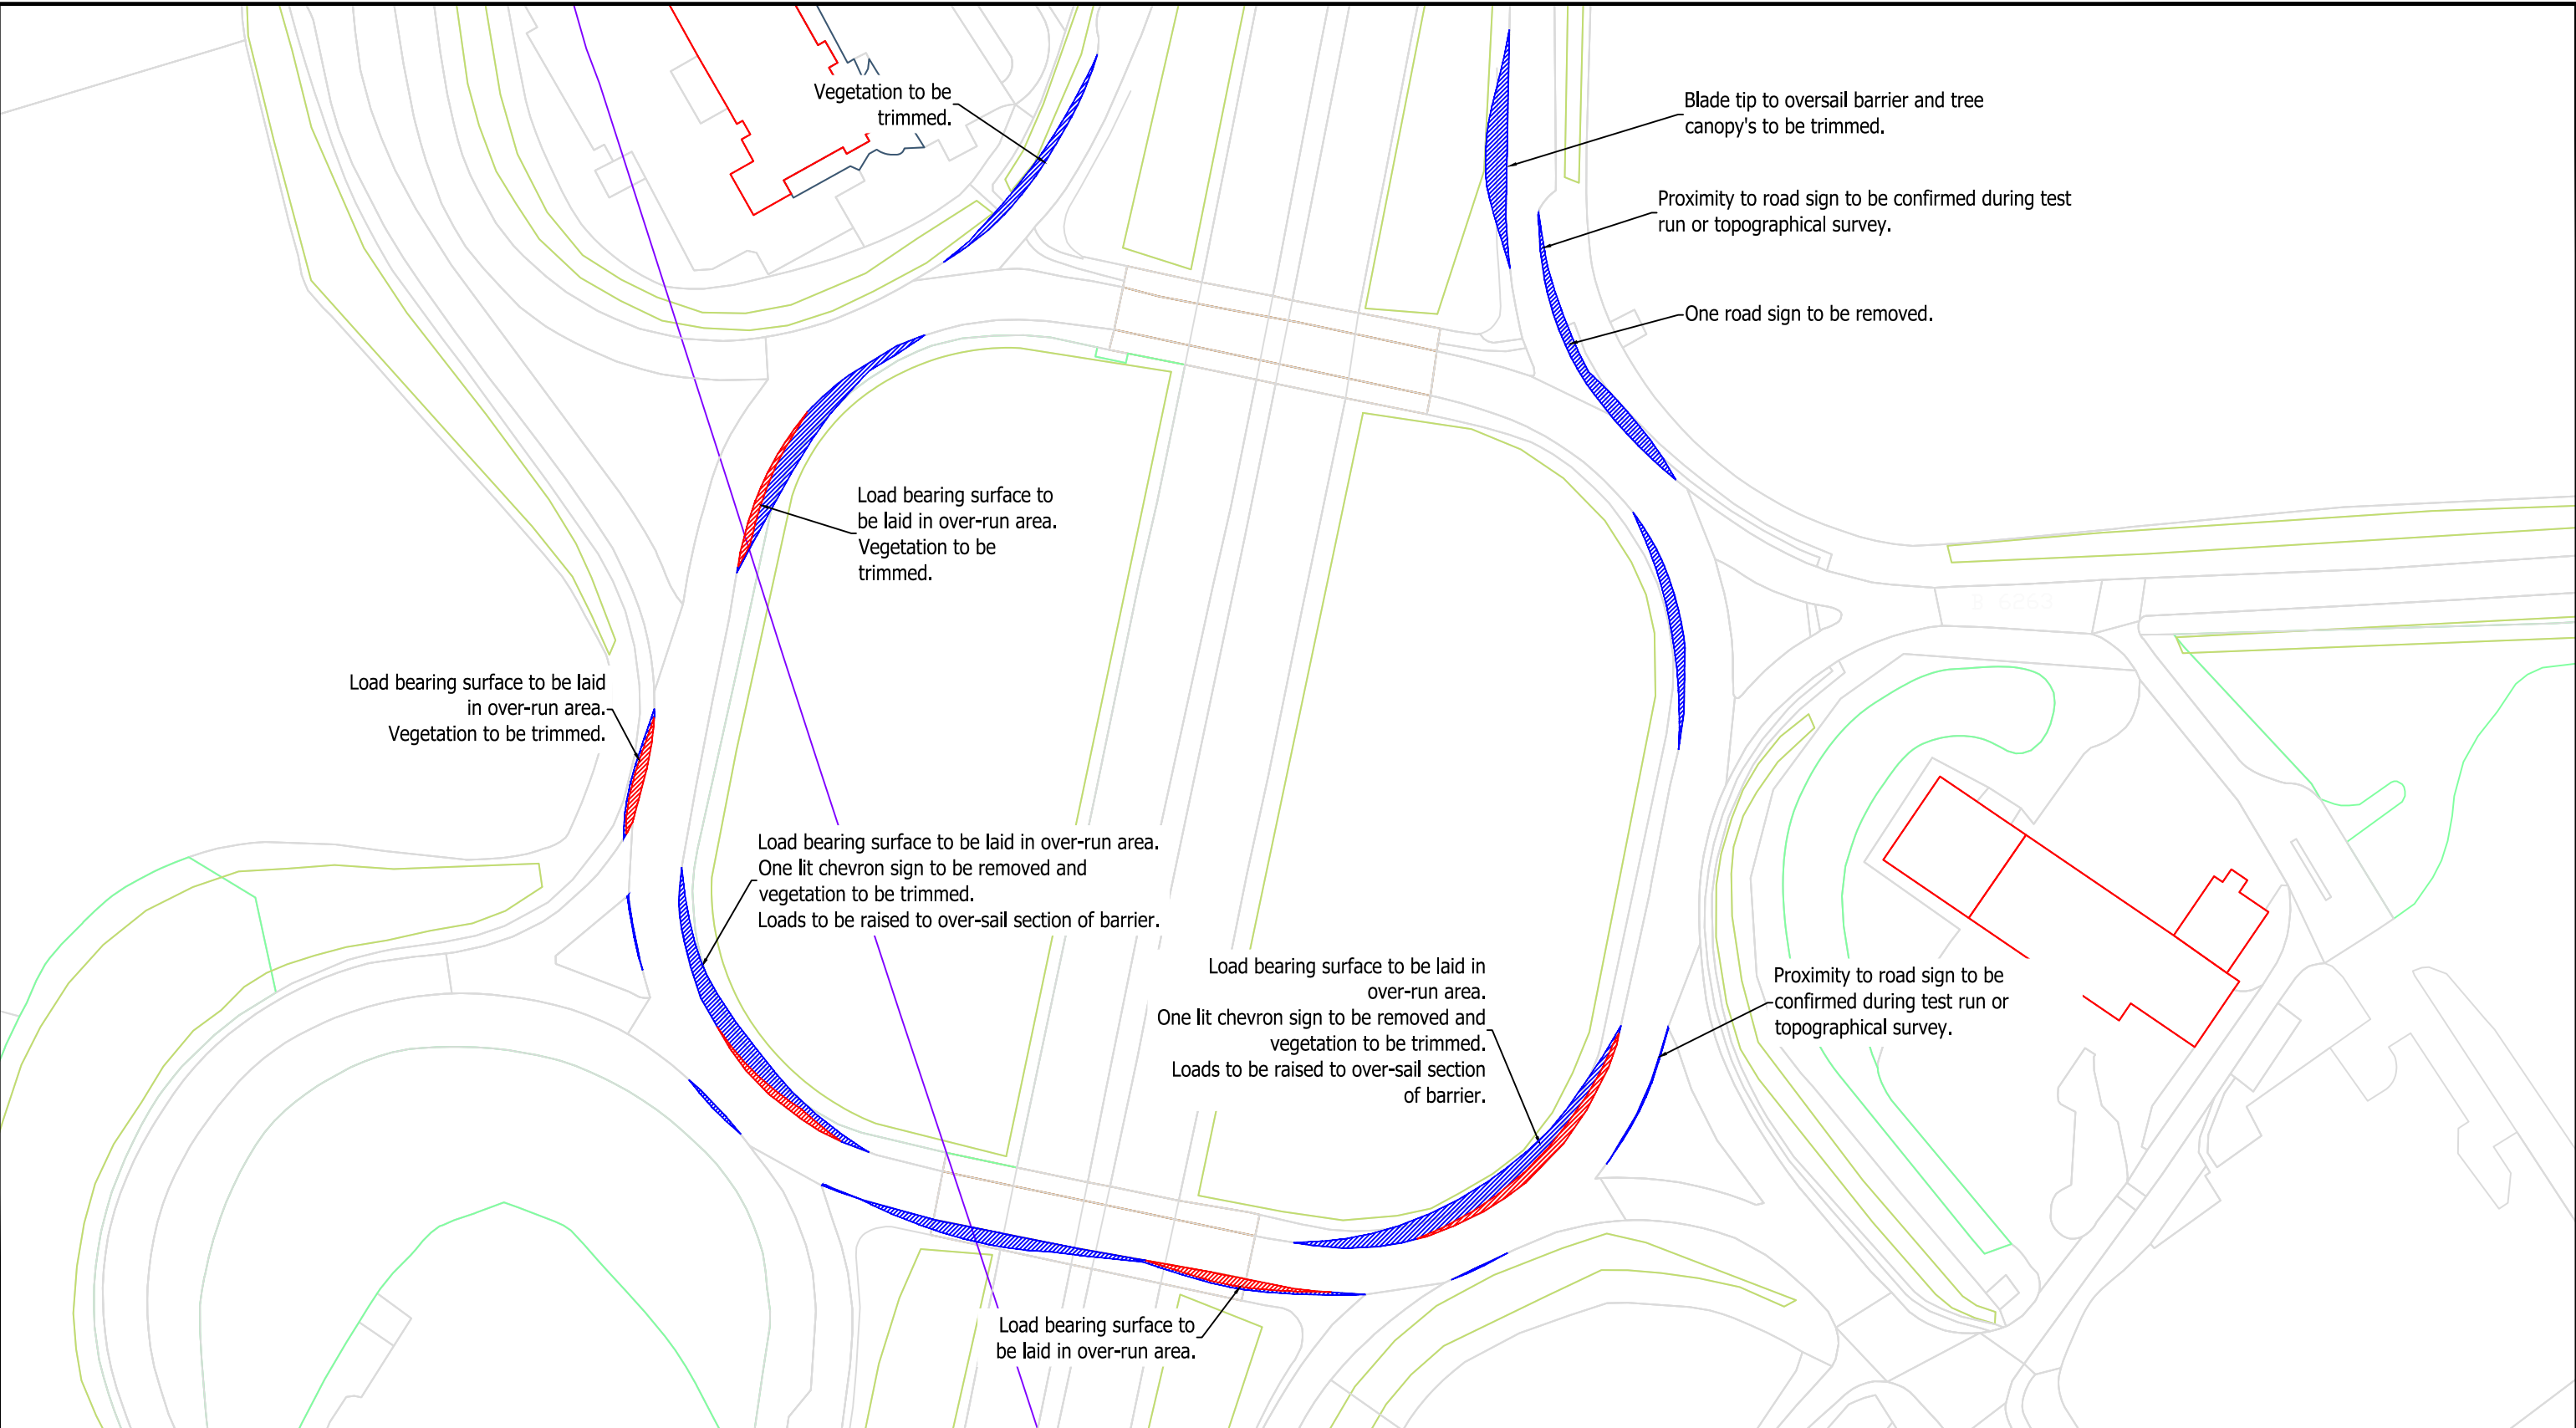 Vegetation to be
trimmed.
Blade tip to oversail barrier and tree
canopy's to be trimmed.
Proximity to road sign to be confirmed during test
run or topographical survey.
One road sign to be removed.
Load bearing surface to
be laid in over-run area.
Vegetation to be
trimmed.
Load bearing surface to be laid
in over-run area.
Vegetation to be trimmed.
Load bearing surface to be laid in over-run area.
One lit chevron sign to be removed and
vegetation to be trimmed.
Loads to be raised to over-sail section of barrier.
Load bearing surface to be laid in
over-run area.
One lit chevron sign to be removed and
vegetation to be trimmed.
Loads to be raised to over-sail section
of barrier.
Proximity to road sign to be
confirmed during test run or
topographical survey.
Load bearing surface to
be laid in over-run area.